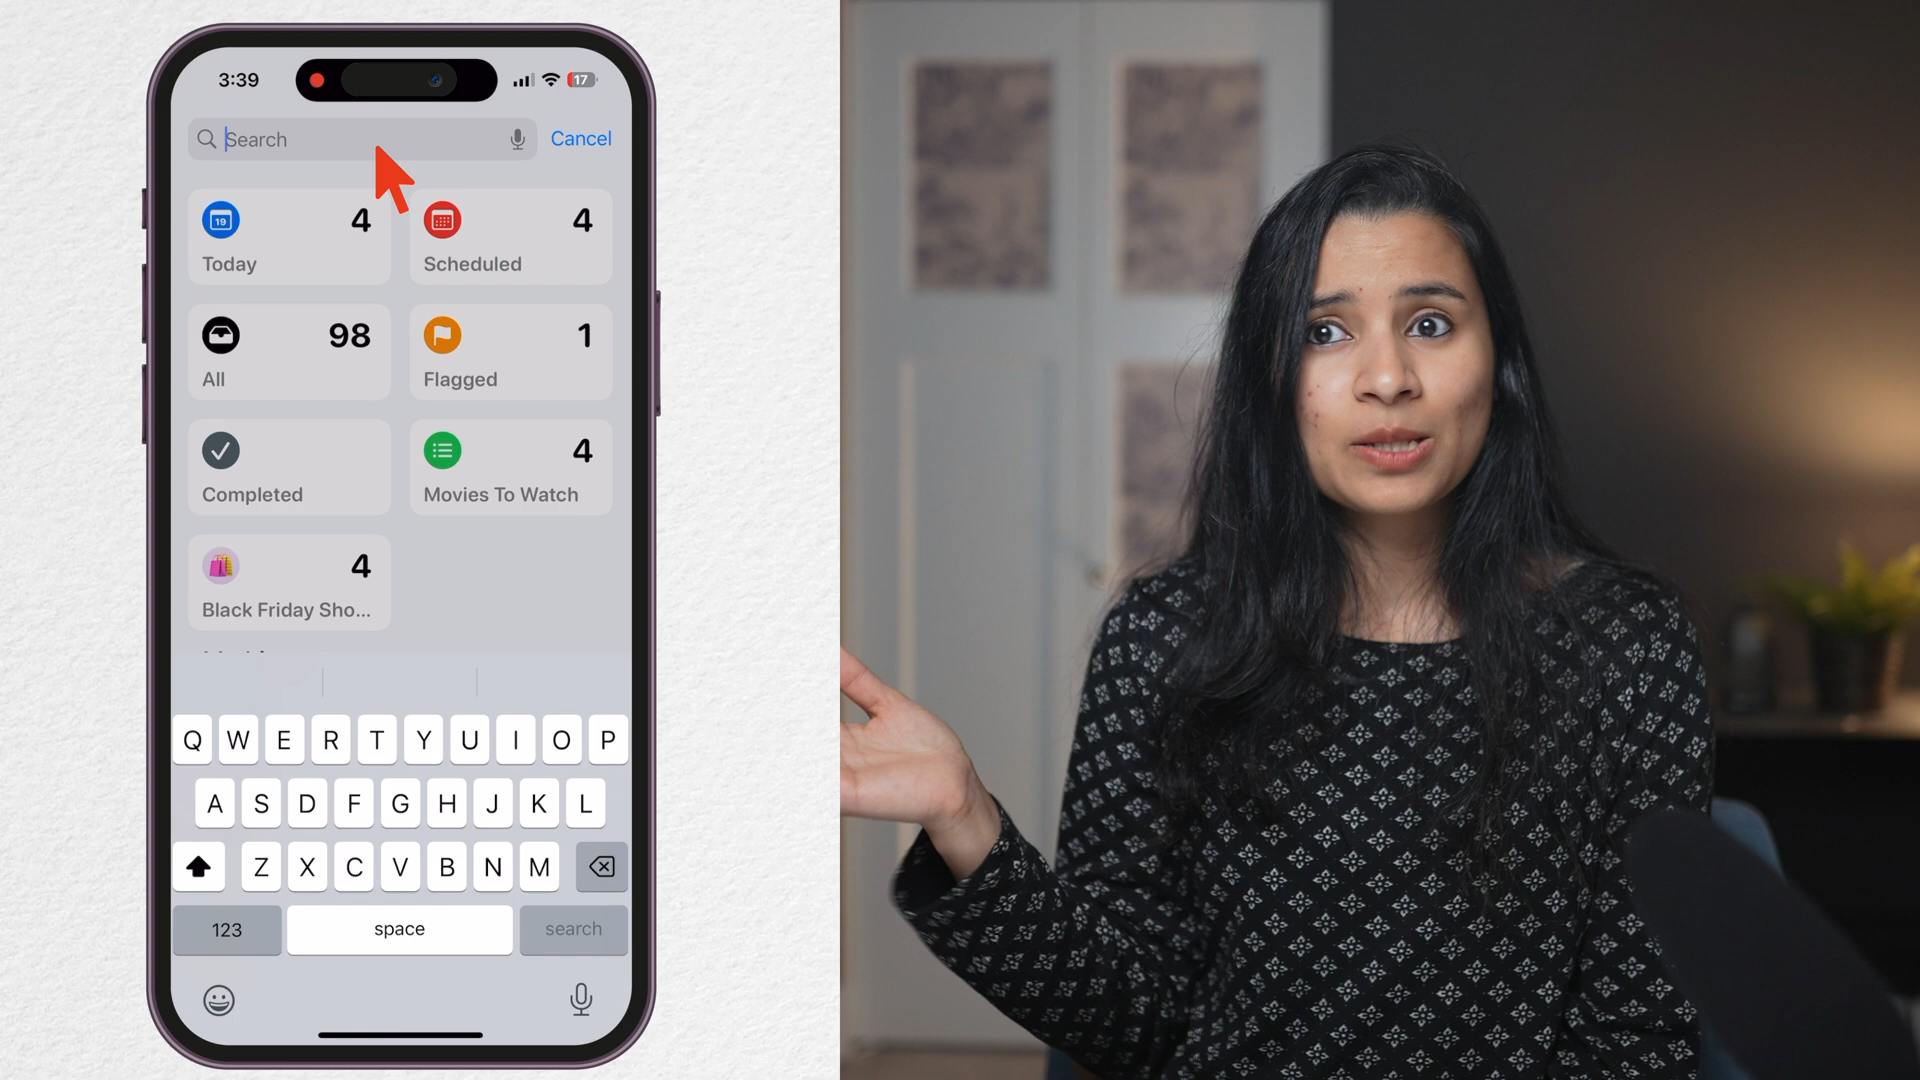 3:39
17
Search
Cancel
19
4
4
Today
Scheduled
98
1
All
Flagged
4
Completed
Movies To Watch
4
Black Friday Sho...
Q W E R T Y U I O P
A S D F G H J K L
Z X C V B N M
123
space
search